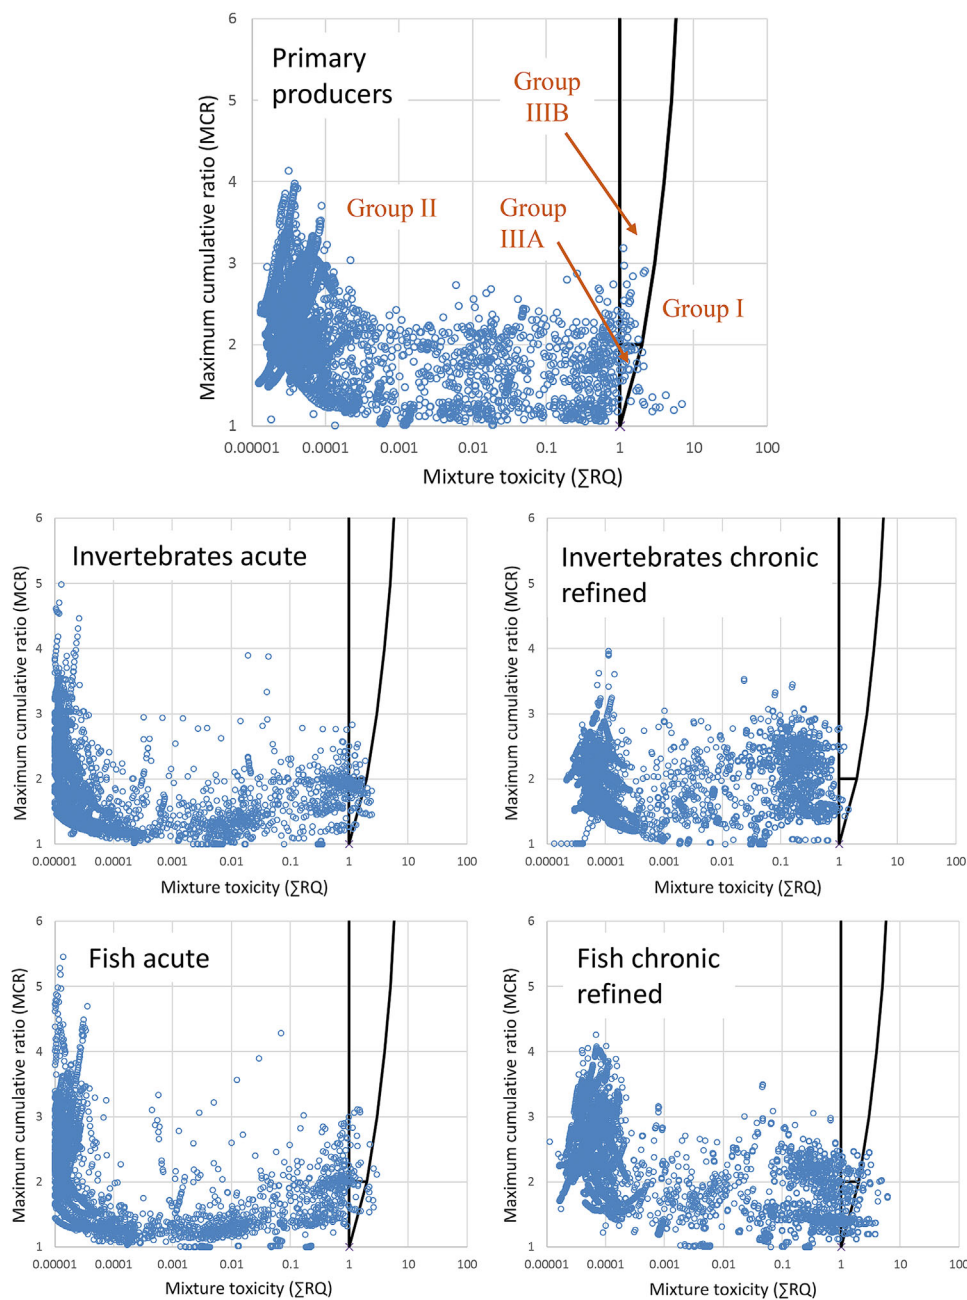 Primary
producers
Group
IIIB
Group II
Group
IIIA
Group I
Maximum cumulative ratio (MCR)
6
5
4
3
2
1
0.00001 0.0001 0.001 0.01 0.1 1 10 100
Mixture toxicity (∑RQ)
Invertebrates acute
Maximum cumulative ratio (MCR)
6
5
4
3
2
1
0.00001 0.0001 0.001 0.01 0.1 1 10 100
Mixture toxicity (∑RQ)
Invertebrates chronic
refined
Maximum cumulative ratio (MCR)
6
5
4
3
2
1
0.00001 0.0001 0.001 0.01 0.1 1 10 100
Mixture toxicity (∑RQ)
Fish acute
Maximum cumulative ratio (MCR)
6
5
4
3
2
1
0.00001 0.0001 0.001 0.01 0.1 1 10 100
Mixture toxicity (∑RQ)
Fish chronic
refined
Maximum cumulative ratio (MCR)
6
5
4
3
2
1
0.00001 0.0001 0.001 0.01 0.1 1 10 100
Mixture toxicity (∑RQ)